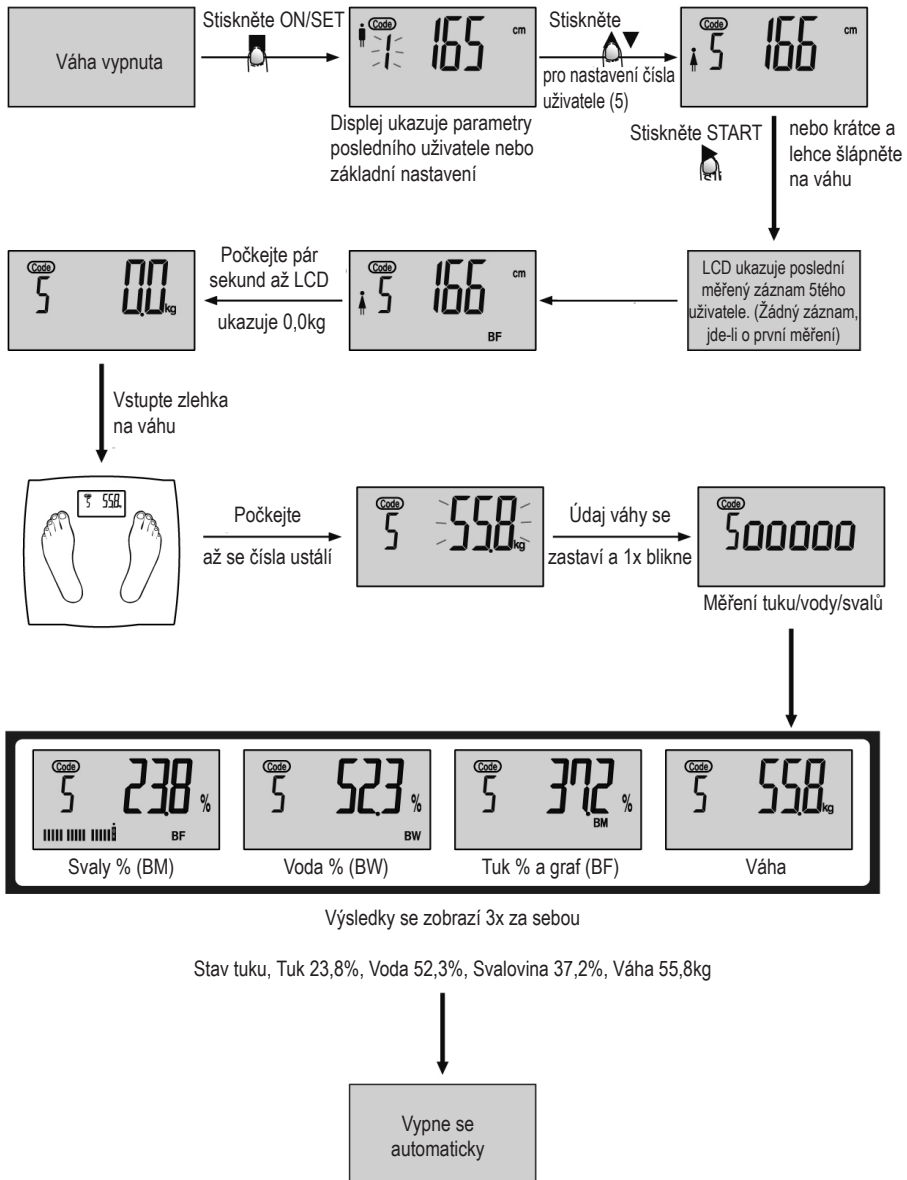 Váha vypnuta
Stiskněte ON/SET
Code
1 165 cm
Displej ukazuje parametry
posledního uživatele nebo
základní nastavení
Stiskněte
pro nastavení čísla
uživatele (5)
Code
5 166 cm
Stiskněte START
nebo krátce a
lehce šlápněte
na váhu
LCD ukazuje poslední
měřený záznam 5tého
uživatele. (Žádný záznam,
jde-li o první měření)
Code
5 166 cm
BF
Počkejte pár
sekund až LCD
ukazuje 0,0kg
Code
5 0.0 kg
Vstupte zlehka
na váhu
5 55.8
Počkejte
až se čísla ustálí
Code
5 55.8 kg
Údaj váhy se
zastaví a 1x blikne
Code
5ooooo
Měření tuku/vody/svalů
Code
5 23.8 %
BF
Svaly % (BM)
Code
5 52.3 %
BW
Voda % (BW)
Code
5 37.2 %
BM
Tuk % a graf (BF)
Code
5 55.8 kg
Váha
Výsledky se zobrazí 3x za sebou
Stav tuku, Tuk 23,8%, Voda 52,3%, Svalovina 37,2%, Váha 55,8kg
Vypne se
automaticky